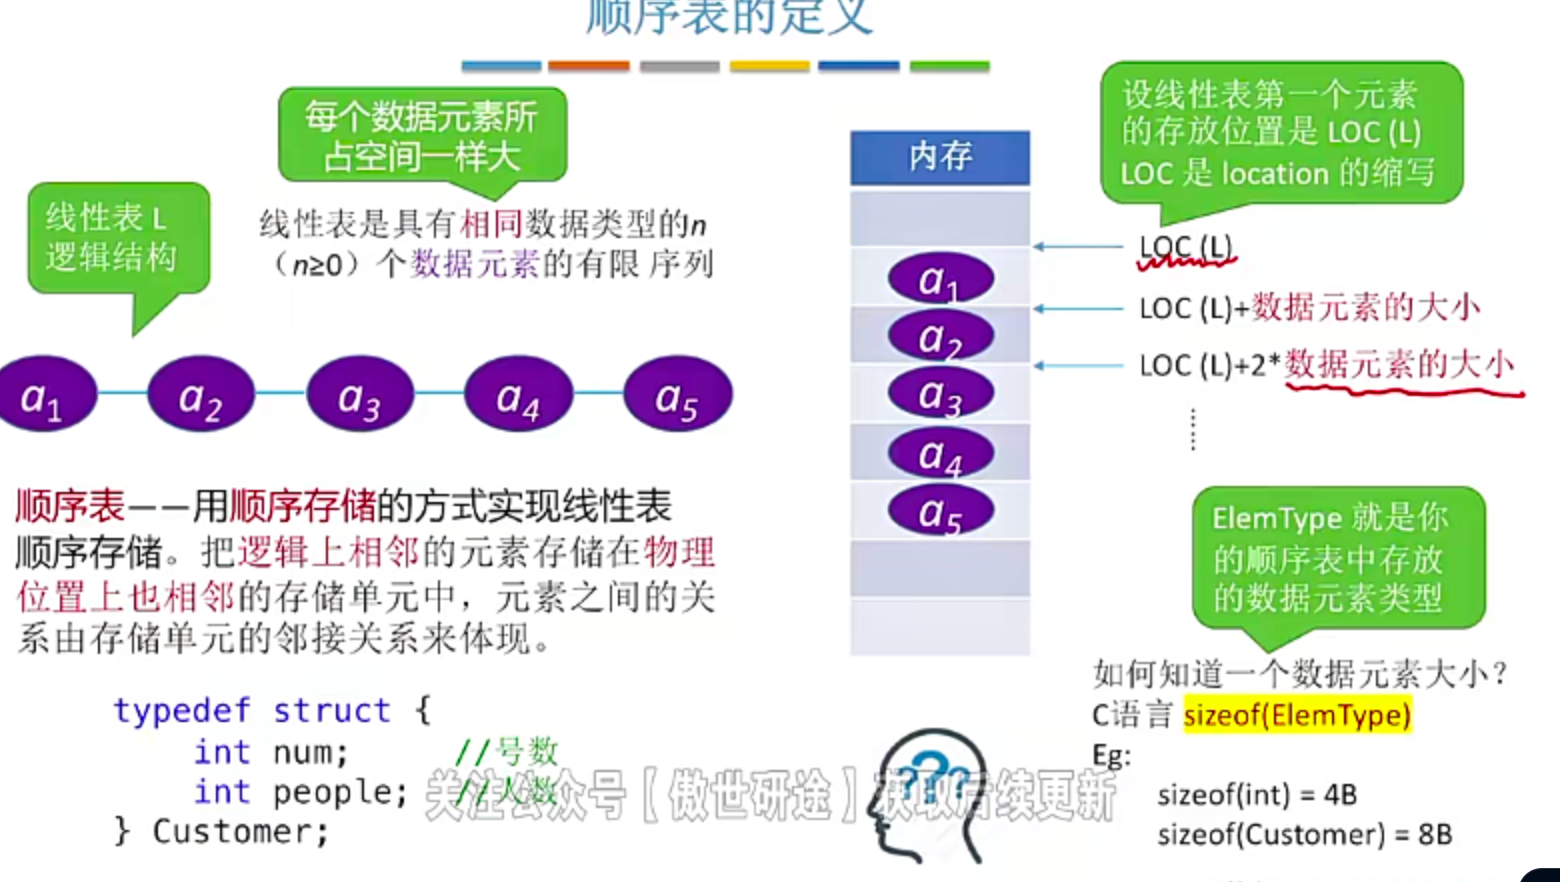 顺序表的定义
每个数据元素所
占空间一样大
线性表 L
逻辑结构
线性表是具有相同数据类型的n
（n≥0）个数据元素的有限 序列
a1
a2
a3
a4
a5
顺序表——用顺序存储的方式实现线性表
顺序存储。把逻辑上相邻的元素存储在物理
位置上也相邻的存储单元中，元素之间的关
系由存储单元的邻接关系来体现。
typedef struct {
int num; //号数
int people; //人数
} Customer;
内存
a1
a2
a3
a4
a5
设线性表第一个元素
的存放位置是 LOC (L)
LOC 是 location 的缩写
LOC (L)
LOC (L)+数据元素的大小
LOC (L)+2*数据元素的大小
ElemType 就是你
的顺序表中存放
的数据元素类型
如何知道一个数据元素大小？
C语言 sizeof(ElemType)
Eg:
sizeof(int) = 4B
sizeof(Customer) = 8B
???
关注公众号【傲世研途】获取后续更新